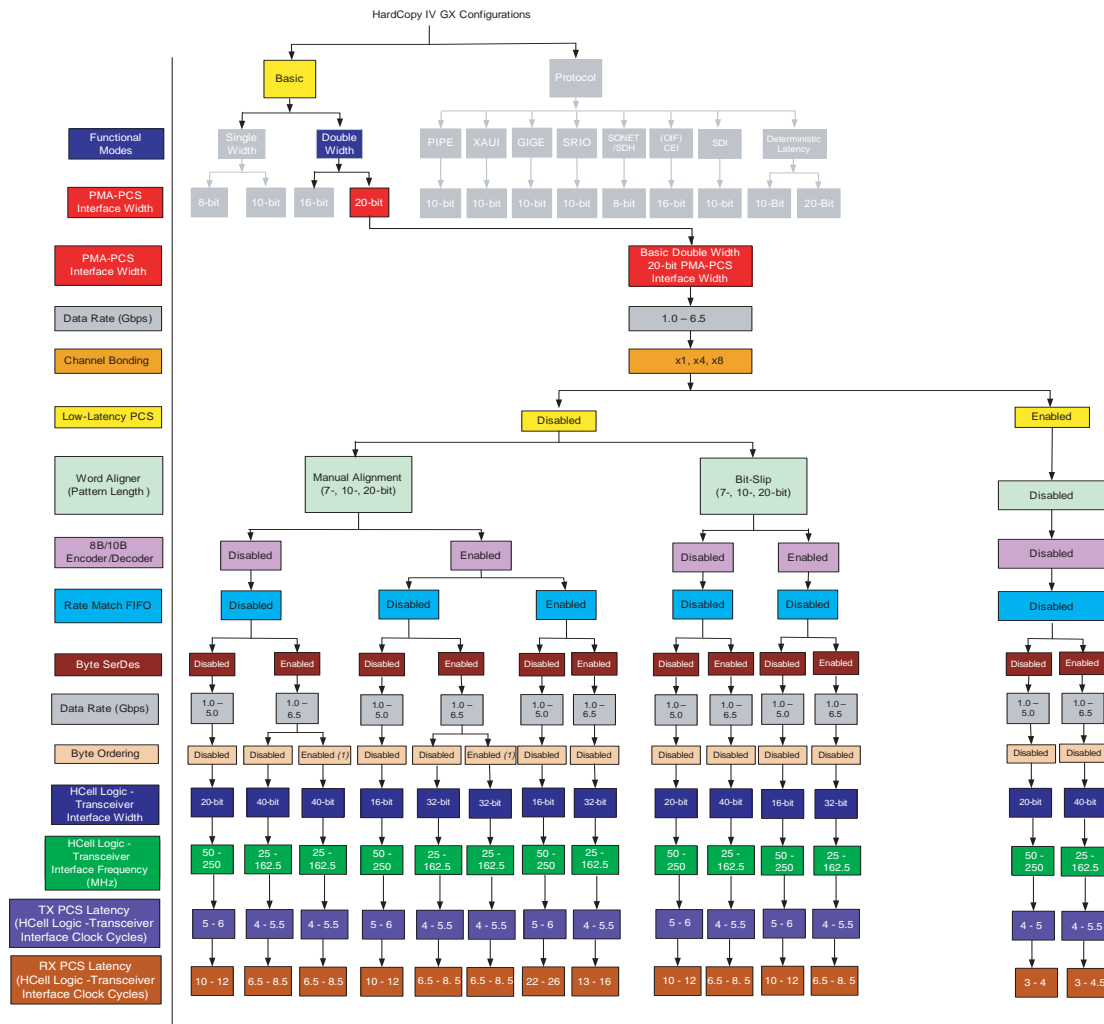 HardCopy IV GX Configurations
Basic
Protocol
Functional
Modes
Single
Width
Double
Width
PIPE
XAUI
GIGE
SRIO
SONET
/SDH
(OIF)
CEI
SDI
Deterministic
Latency
PMA-PCS
Interface Width
8-bit
10-bit
16-bit
20-bit
10-bit
10-bit
10-bit
10-bit
8-bit
16-bit
10-bit
10-Bit
20-Bit
PMA-PCS
Interface Width
Basic Double Width
20-bit PMA-PCS
Interface Width
Data Rate (Gbps)
1.0 – 6.5
Channel Bonding
x1, x4, x8
Low-Latency PCS
Disabled
Enabled
Word Aligner
(Pattern Length )
Manual Alignment
(7-, 10-, 20-bit)
Bit-Slip
(7-, 10-, 20-bit)
Disabled
8B/10B
Encoder/Decoder
Disabled
Enabled
Disabled
Enabled
Disabled
Rate Match FIFO
Disabled
Disabled
Enabled
Disabled
Disabled
Disabled
Byte SerDes
Disabled
Enabled
Disabled
Enabled
Disabled
Enabled
Disabled
Enabled
Disabled
Enabled
Disabled
Enabled
Data Rate (Gbps)
1.0 –
5.0
1.0 –
6.5
1.0 –
5.0
1.0 –
6.5
1.0 –
5.0
1.0 –
6.5
1.0 –
5.0
1.0 –
6.5
1.0 –
5.0
1.0 –
6.5
1.0 –
5.0
1.0 –
6.5
Byte Ordering
Disabled
Disabled
Enabled (1)
Disabled
Disabled
Enabled (1)
Disabled
Disabled
Disabled
Disabled
Disabled
Disabled
Disabled
Disabled
HCell Logic -
Transceiver
Interface Width
20-bit
40-bit
40-bit
16-bit
32-bit
32-bit
16-bit
32-bit
20-bit
40-bit
16-bit
32-bit
20-bit
40-bit
HCell Logic -
Transceiver
Interface Frequency
(MHz)
50 -
250
25 -
162.5
25 -
162.5
50 -
250
25 -
162.5
25 -
162.5
50 -
250
25 -
162.5
50 -
250
25 -
162.5
50 -
250
25 -
162.5
50 -
250
25 -
162.5
TX PCS Latency
(HCell Logic -Transceiver
Interface Clock Cycles)
5 - 6
4 - 5.5
4 - 5.5
5 - 6
4 - 5.5
4 - 5.5
5 - 6
4 - 5.5
5 - 6
4 - 5.5
5 - 6
4 - 5.5
4 - 5
4 - 5.5
RX PCS Latency
(HCell Logic -Transceiver
Interface Clock Cycles)
10 - 12
6.5 - 8.5
6.5 - 8.5
10 - 12
6.5 - 8. 5
6.5 - 8. 5
22 - 26
13 - 16
10 - 12
6.5 - 8. 5
10 - 12
6.5 - 8. 5
3 - 4
3 - 4.5